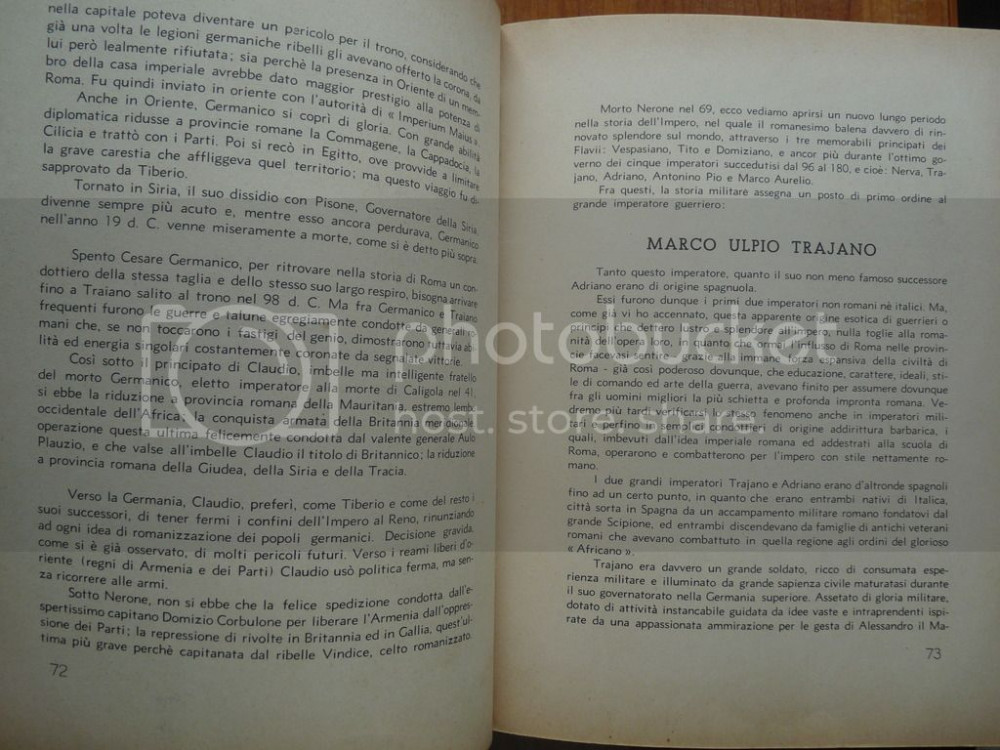 nella capitale poteva diventare un pericolo per il trono, considerando che
già una volta le legioni germaniche ribelli gli avevano offerto la corona, da
lui però lealmente rifiutata; sia perchè la presenza in Oriente di un mem-
bro della casa imperiale avrebbe dato maggior prestigio alla potenza di
Roma. Fu quindi inviato in oriente con l'autorità di « Imperium Maius ».
Anche in Oriente, Germanico si coprì di gloria. Con grande abilità
diplomatica ridusse a provincie romane la Commagene, la Cappadocia, la
Cilicia e trattò con i Parti. Poi si recò in Egitto, ove provvide a limitare
la grave carestia che affliggeva quel territorio; ma questo viaggio fu di-
sapprovato da Tiberio.
Tornato in Siria, il suo dissidio con Pisone, Governatore della Siria,
divenne sempre più acuto e, mentre esso ancora perdurava, Germanico
nell'anno 19 d. C. venne miseramente a morte, come si è detto più sopra.
Spento Cesare Germanico, per ritrovare nella storia di Roma un con-
dottiero della stessa taglia e dello stesso suo largo respiro, bisogna arrivare
fino a Traiano salito al trono nel 98 d. C. Ma fra Germanico e Traiano
frequenti furono le guerre e talune egregiamente condotte da generali ro-
mani che, se non toccarono i fastigi del genio, dimostrarono tuttavia abi-
lità ed energia singolari costantemente coronate da segnalate vittorie.
Così sotto il principato di Claudio, imbelle ma intelligente fratello
del morto Germanico, eletto imperatore alla morte di Caligola nel 41,
si ebbe la riduzione a provincia romana della Mauritania, estremo lembo
occidentale dell'Africa; la conquista armata della Britannia meridionale,
operazione questa ultima felicemente condotta dal valente generale Aulo
Plauzio, e che valse all'imbelle Claudio il titolo di Britannico; la riduzione
a provincia romana della Giudea, della Siria e della Tracia.
Verso la Germania, Claudio, preferì, come Tiberio e come del resto i
suoi successori, di tener fermi i confini dell'Impero al Reno, rinunziando
ad ogni idea di romanizzazione dei popoli germanici. Decisione gravida,
come si è già osservato, di molti pericoli futuri. Verso i reami liberi d'o-
riente (regni di Armenia e dei Parti) Claudio usò politica ferma, ma sen-
za ricorrere alle armi.
Sotto Nerone, non si ebbe che la felice spedizione condotta dall'e-
spertissimo capitano Domizio Corbulone per liberare l'Armenia dall'oppres-
sione dei Parti; la repressione di rivolte in Britannia ed in Gallia, quest'ul-
tima più grave perchè capitanata dal ribelle Vindice, celto romanizzato.
72
Morto Nerone nel 69, ecco vediamo aprirsi un nuovo lungo periodo
nella storia dell'Impero, nel quale il romanesimo balena davvero di rin-
novato splendore sul mondo, attraverso i tre memorabili principati dei
Flavii: Vespasiano, Tito e Domiziano, e ancor più durante l'ottimo go-
verno dei cinque imperatori succedutisi dal 96 al 180, e cioè: Nerva, Tra-
jano, Adriano, Antonino Pio e Marco Aurelio.
Fra questi, la storia militare assegna un posto di primo ordine al
grande imperatore guerriero:
MARCO ULPIO TRAJANO
Tanto questo imperatore, quanto il suo non meno famoso successore
Adriano erano di origine spagnuola.
Essi furono dunque i primi due imperatori non romani nè italici. Ma,
come già vi ho accennato, questa apparente origine esotica di guerrieri o
principi che dettero lustro e splendore all'impero, nulla toglie alla roma-
nità dell'opera loro, in quanto che Roma e l'influsso di Roma nelle provin-
cie lontane si continua, grazie alla immensa forza espansiva della civiltà di
Roma - già così poderoso dovunque, che educazione, carattere, ideali, sti-
le di comando ed arte della guerra, avevano finito per assumere dovunque
fra gli uomini migliori la più schietta e profonda impronta romana. Ve-
dremo più tardi verificarsi lo stesso fenomeno anche in imperatori mili-
tari e perfino in semplici condottieri di origine addirittura barbarica, i
quali, imbevuti dall'idea imperiale romana ed addestrati alla scuola di
Roma, operarono e combatterono per l'impero con stile nettamente ro-
mano.
I due grandi imperatori Trajano e Adriano erano d'altronde spagnoli
fino ad un certo punto, in quanto che erano entrambi nativi di Italica,
città sorta in Spagna da un accampamento militare romano fondatovi dal
grande Scipione, ed entrambi discendevano da famiglie di antichi veterani
romani che avevano combattuto in quella regione agli ordini del glorioso
« Africano ».
Trajano era davvero un grande soldato, ricco di consumata espe-
rienza militare e illuminato da grande sapienza civile maturatasi durante
il suo governatorato nella Germania superiore. Assetato di gloria militare,
dotato di attività instancabile guidata da idee vaste e intraprendenti ispi-
rate da una appassionata ammirazione per le gesta di Alessandro il Ma-
73
photobucket
host. store. share.